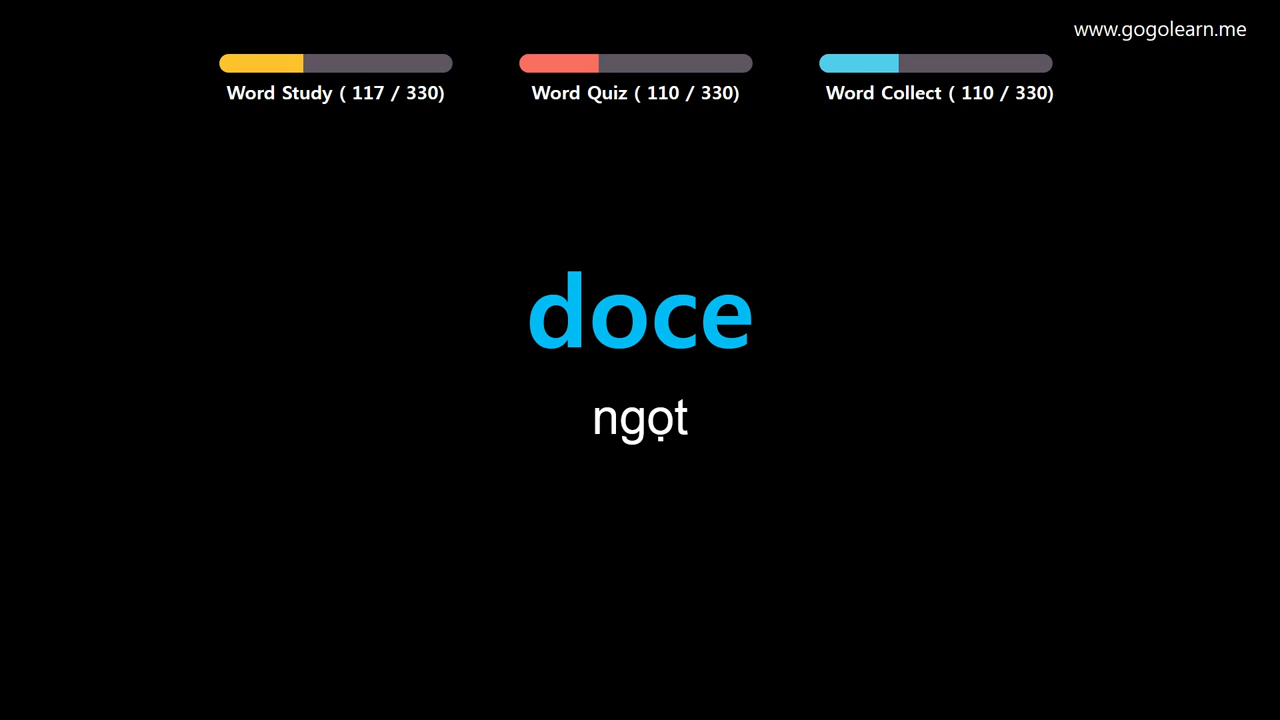 www.gogolearn.me
Word Study ( 117 / 330)
Word Quiz ( 110 / 330)
Word Collect ( 110 / 330)
doce
ngọt